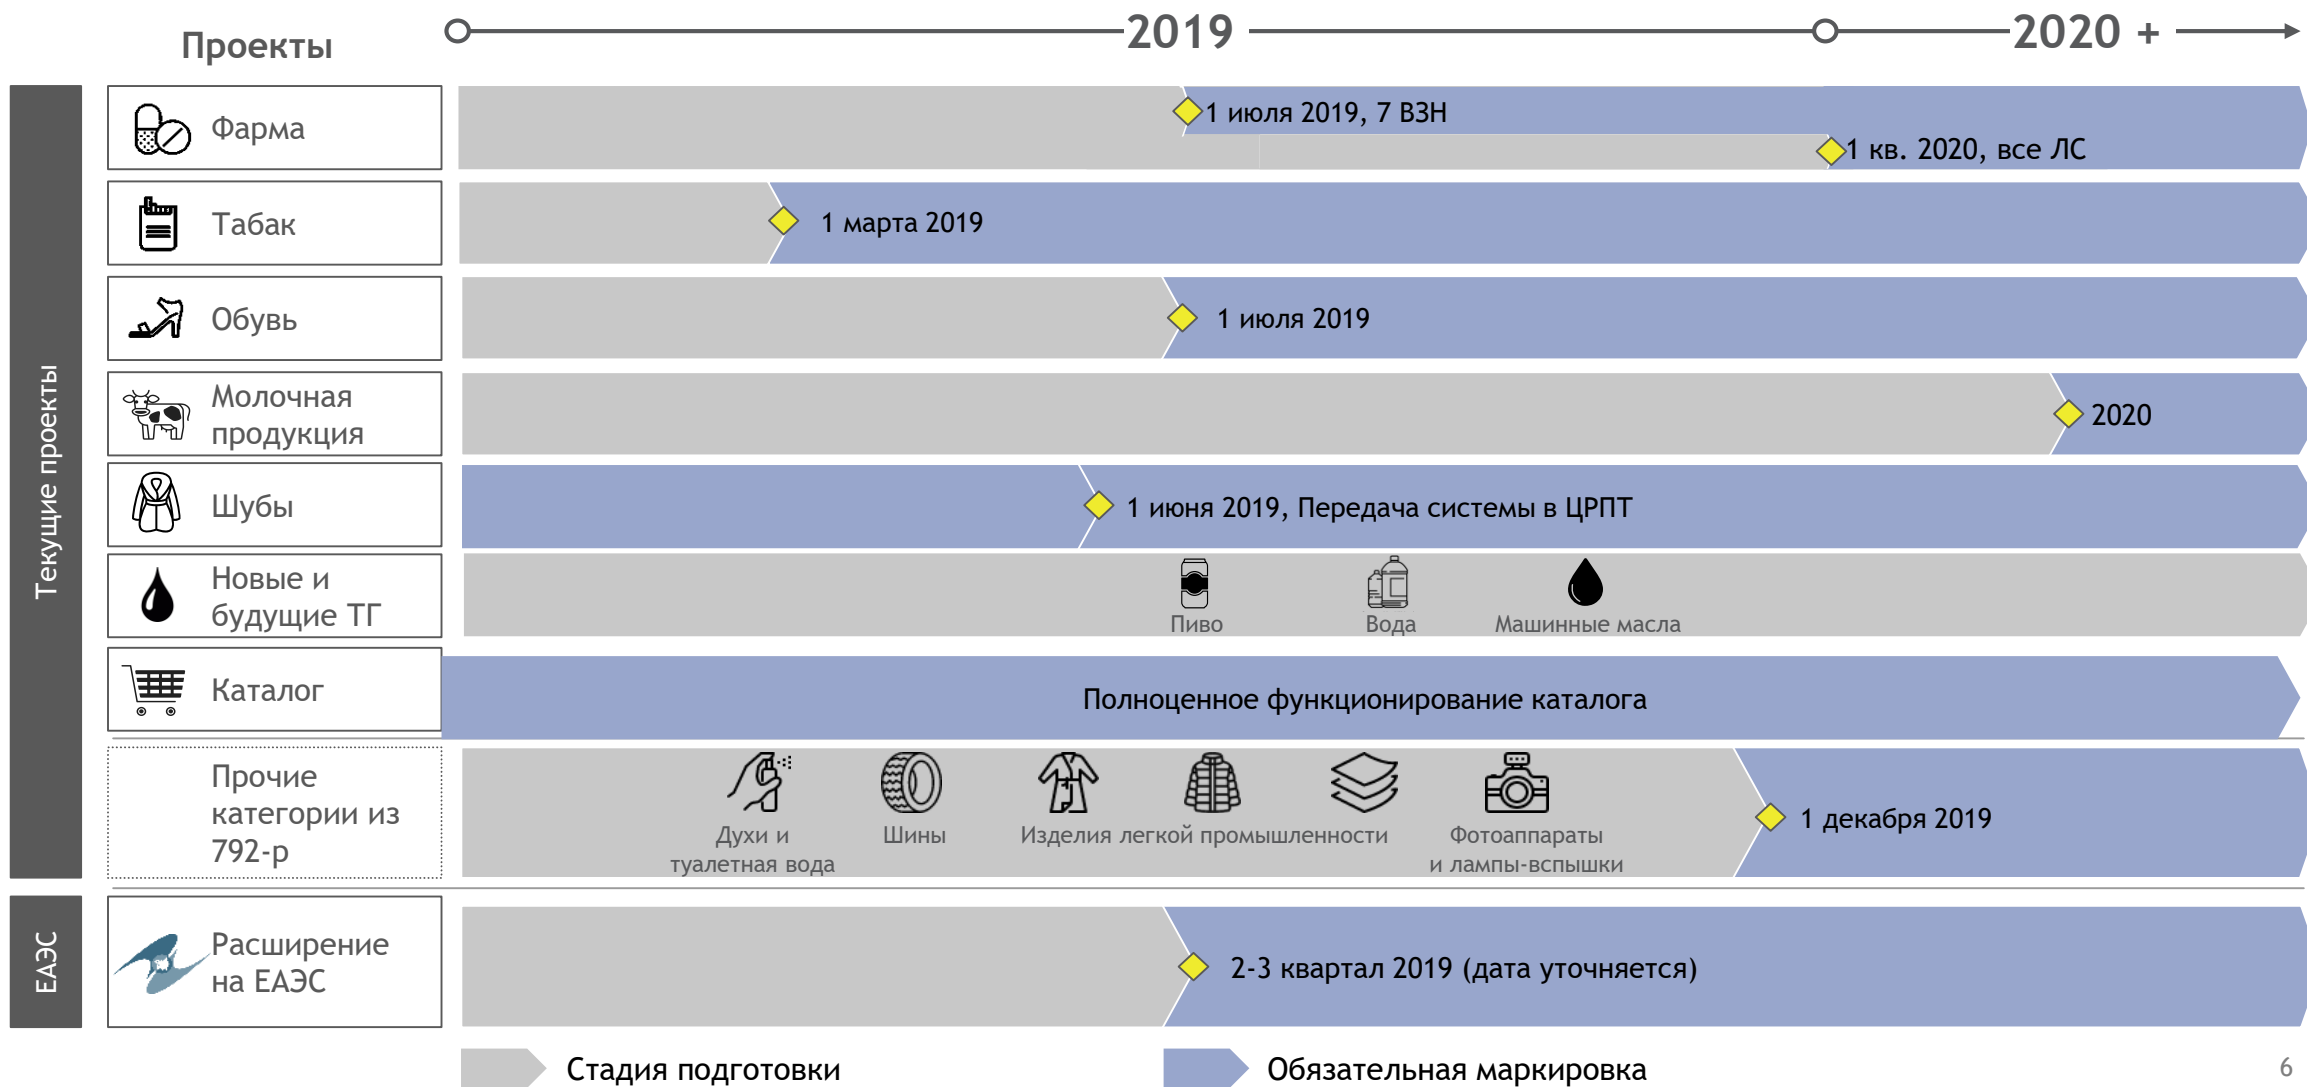 Проекты
2019
2020 +
Текущие проекты
Фарма
1 июля 2019, 7 ВЗН
1 кв. 2020, все ЛС
Табак
1 марта 2019
Обувь
1 июля 2019
Молочная
продукция
2020
Шубы
1 июня 2019, Передача системы в ЦРПТ
Новые и
будущие ТГ
Пиво
Вода
Машинные масла
Каталог
Полноценное функционирование каталога
Прочие
категории из
792-р
Духи и
туалетная вода
Шины
Изделия легкой промышленности
Фотоаппараты
и лампы-вспышки
1 декабря 2019
ЕАЭС
Расширение
на ЕАЭС
2-3 квартал 2019 (дата уточняется)
Стадия подготовки
Обязательная маркировка
6